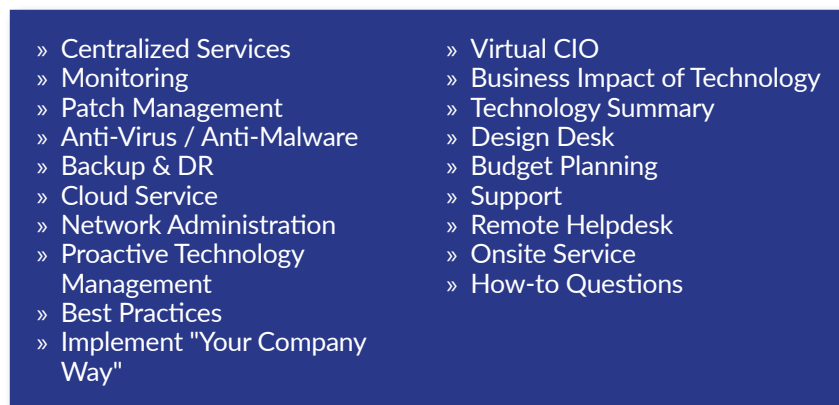 » Centralized Services
» Monitoring
» Patch Management
» Anti-Virus / Anti-Malware
» Backup & DR
» Cloud Service
» Network Administration
» Proactive Technology
Management
» Best Practices
» Implement "Your Company
Way"
» Virtual CIO
» Business Impact of Technology
» Technology Summary
» Design Desk
» Budget Planning
» Support
» Remote Helpdesk
» Onsite Service
» How-to Questions